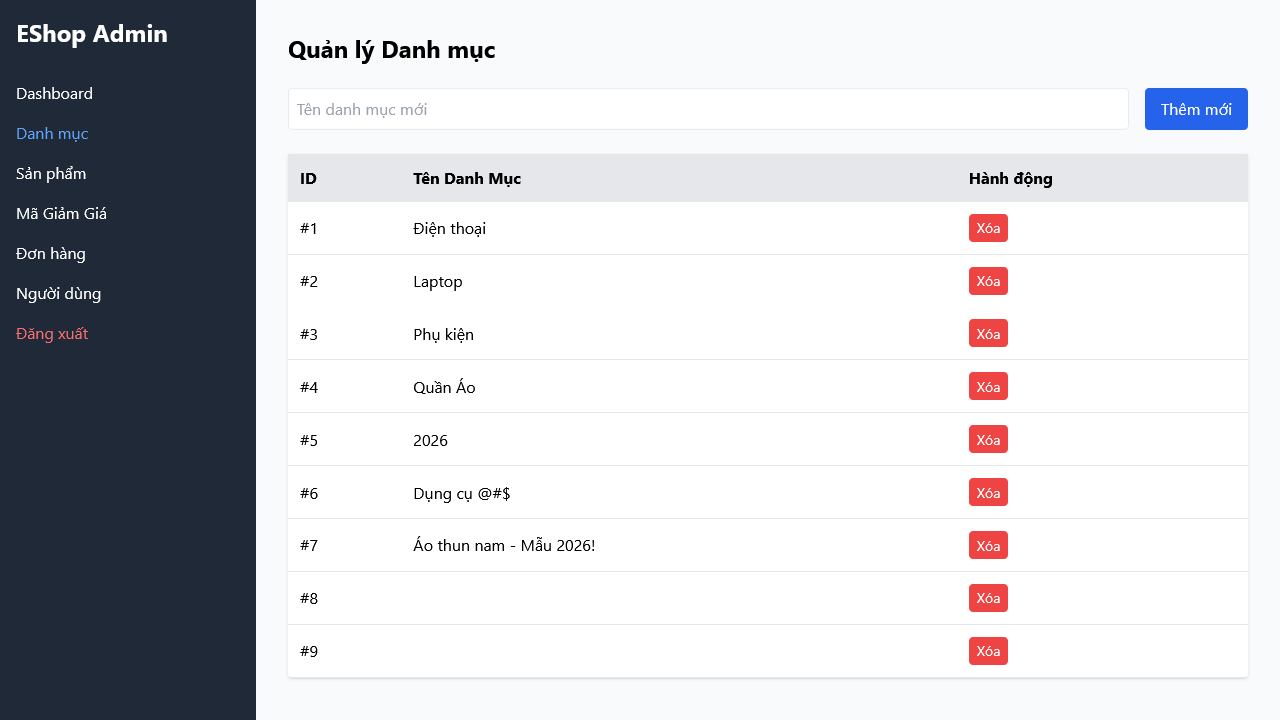 EShop Admin
Dashboard
Danh mục
Sản phẩm
Mã Giảm Giá
Đơn hàng
Người dùng
Đăng xuất
Quản lý Danh mục
Tên danh mục mới
Thêm mới
ID Tên Danh Mục Hành động
#1 Điện thoại Xóa
#2 Laptop Xóa
#3 Phụ kiện Xóa
#4 Quần Áo Xóa
#5 2026 Xóa
#6 Dụng cụ @#$ Xóa
#7 Áo thun nam - Mẫu 2026! Xóa
#8 Xóa
#9 Xóa